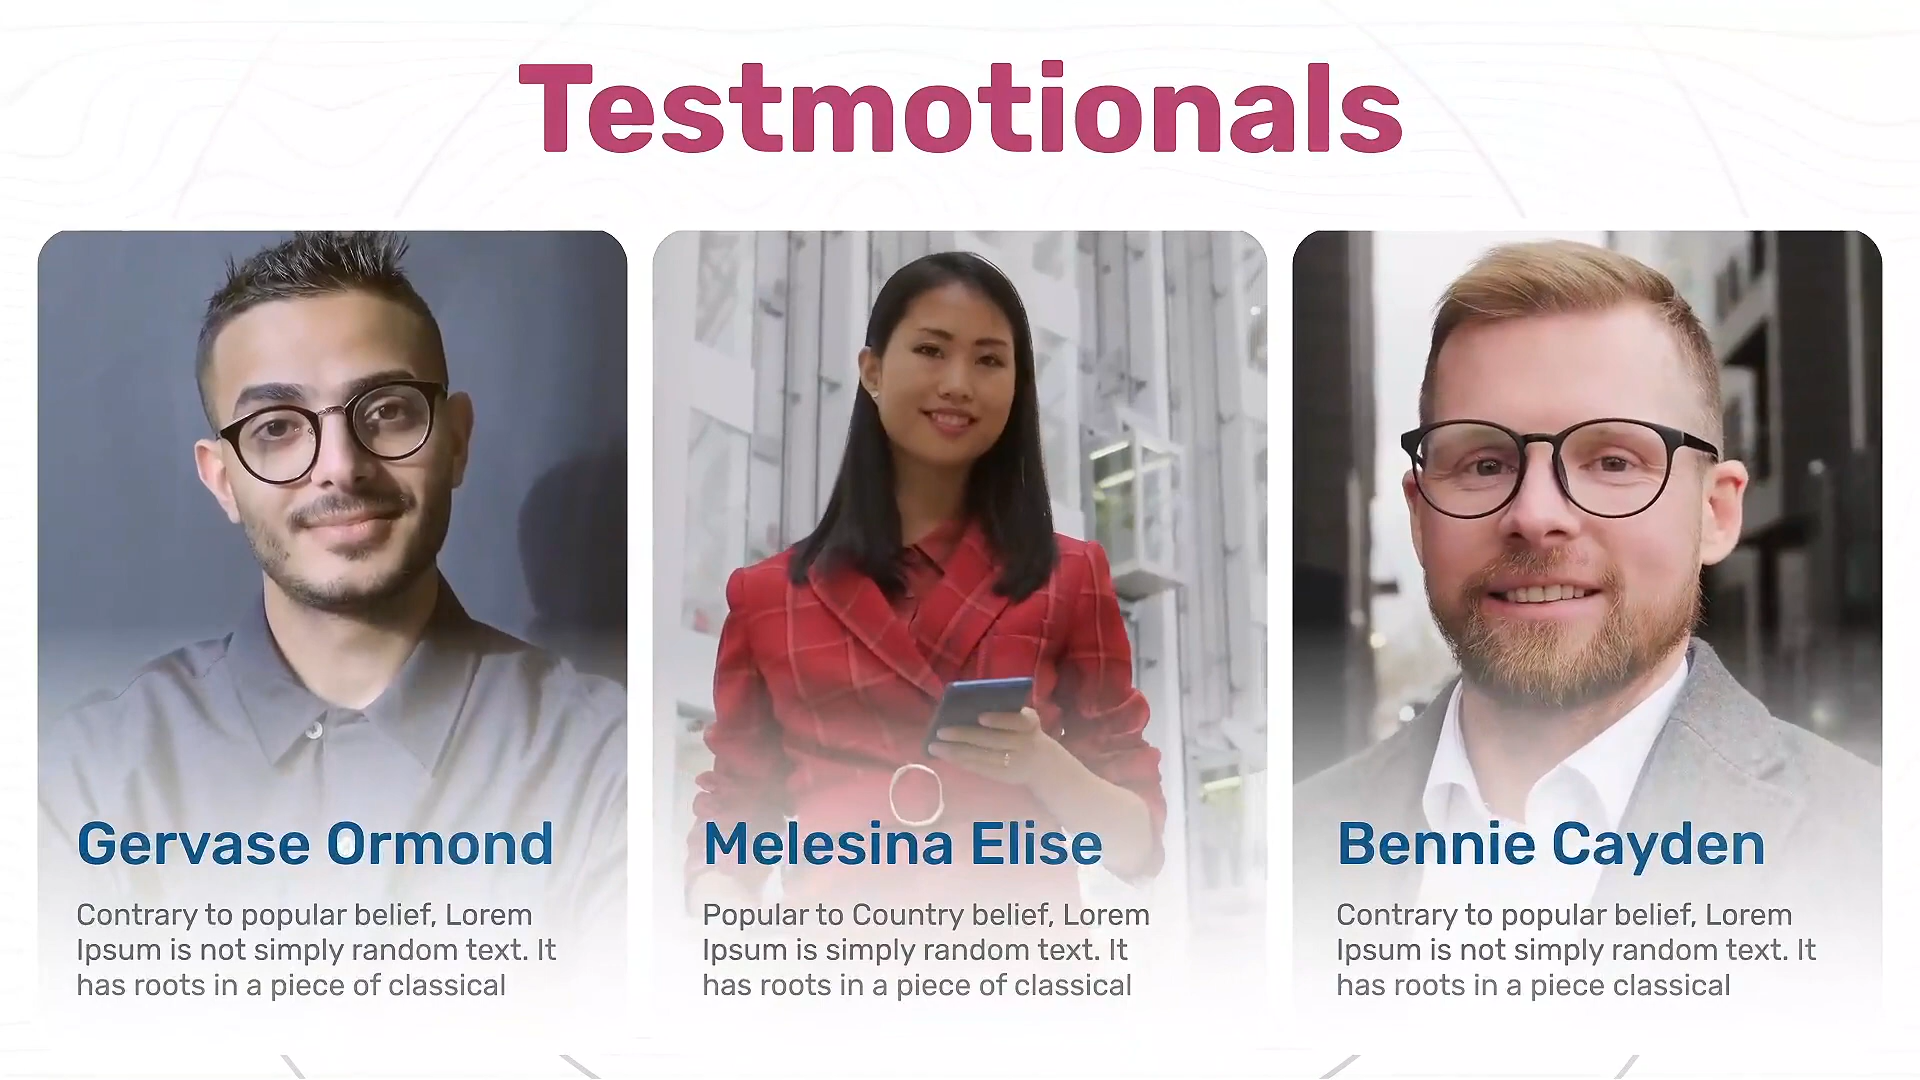 Testmotionals
Gervase Ormond
Contrary to popular belief, Lorem
Ipsum is not simply random text. It
has roots in a piece of classical
Melesina Elise
Popular to Country belief, Lorem
Ipsum is simply random text. It
has roots in a piece of classical
Bennie Cayden
Contrary to popular belief, Lorem
Ipsum is not simply random text. It
has roots in a piece classical